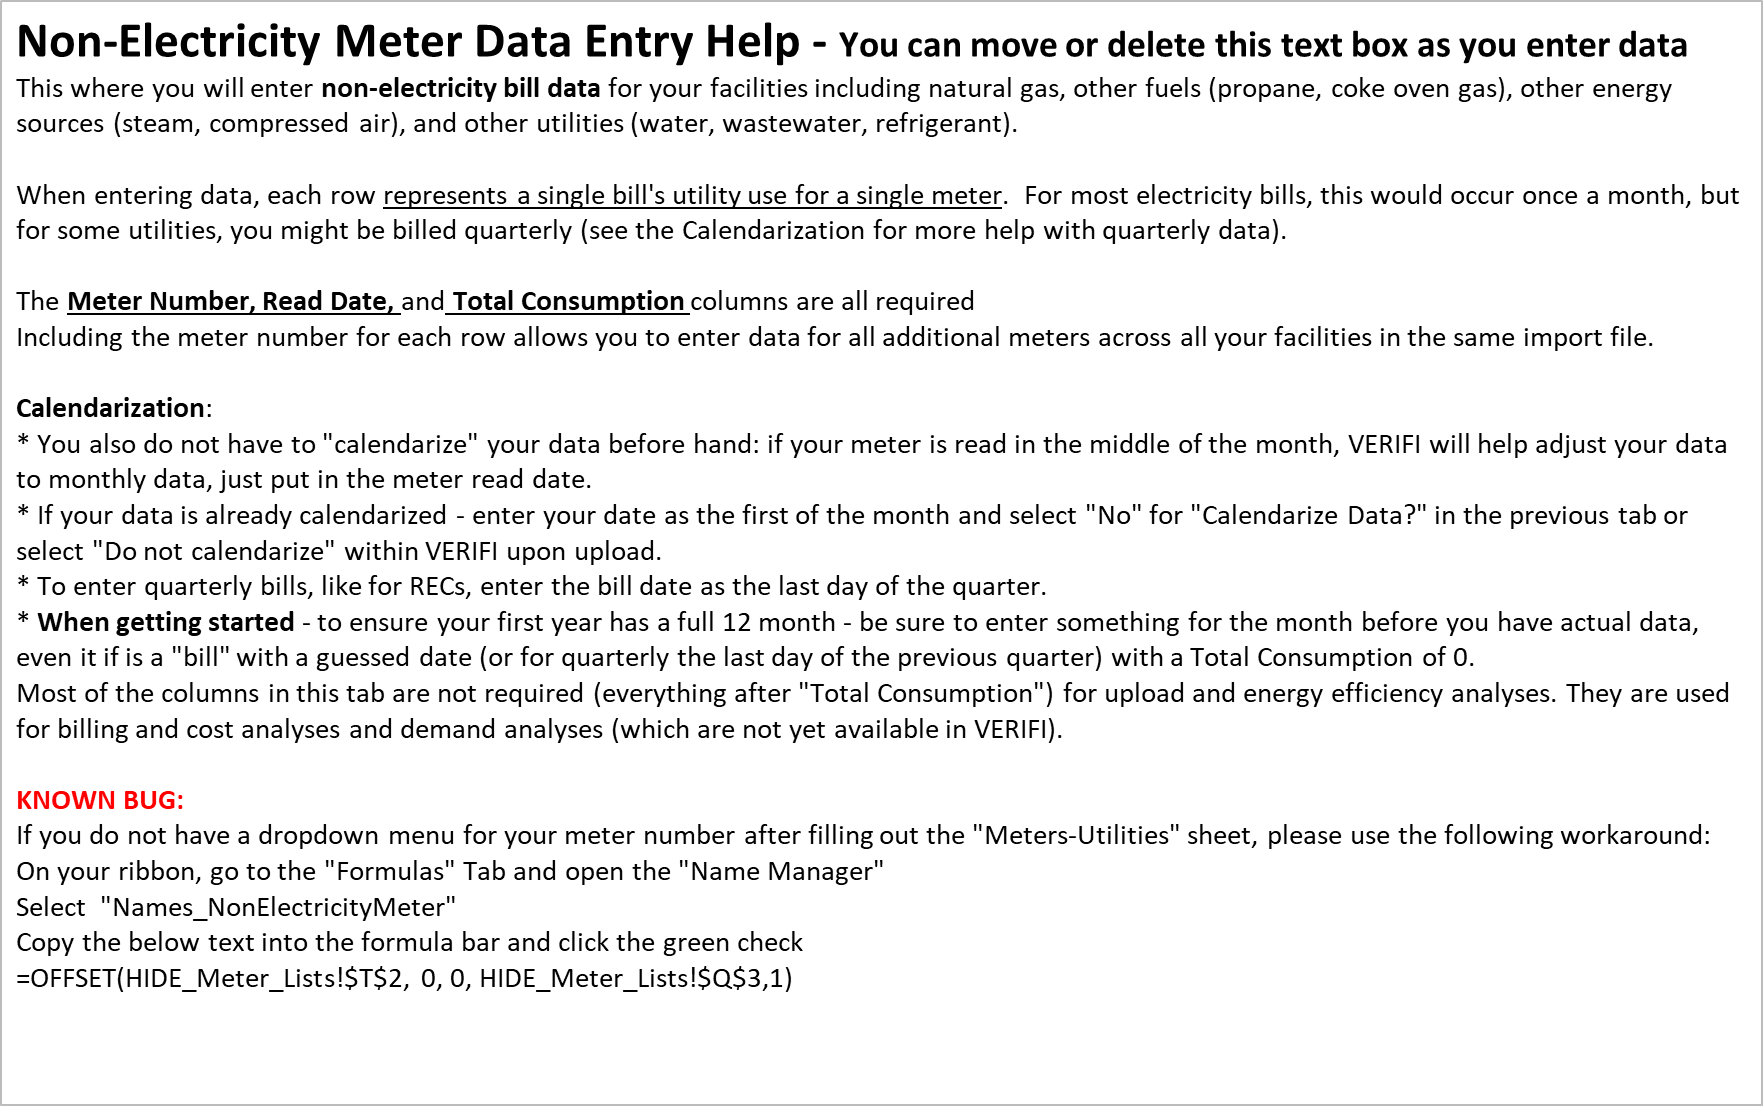 Non-Electricity Meter Data Entry Help - You can move or delete this text box as you enter data
This where you will enter non-electricity bill data for your facilities including natural gas, other fuels (propane, coke oven gas), other energy
sources (steam, compressed air), and other utilities (water, wastewater, refrigerant).
When entering data, each row represents a single bill's utility use for a single meter.  For most electricity bills, this would occur once a month, but
for some utilities, you might be billed quarterly (see the Calendarization for more help with quarterly data).
The Meter Number, Read Date, and Total Consumption columns are all required
Including the meter number for each row allows you to enter data for all additional meters across all your facilities in the same import file.
Calendarization:
* You also do not have to "calendarize" your data before hand: if your meter is read in the middle of the month, VERIFI will help adjust your data
to monthly data, just put in the meter read date.
* If your data is already calendarized - enter your date as the first of the month and select "No" for "Calendarize Data?" in the previous tab or
select "Do not calendarize" within VERIFI upon upload.
* To enter quarterly bills, like for RECs, enter the bill date as the last day of the quarter.
* When getting started - to ensure your first year has a full 12 month - be sure to enter something for the month before you have actual data,
even it if is a "bill" with a guessed date (or for quarterly the last day of the previous quarter) with a Total Consumption of 0.
Most of the columns in this tab are not required (everything after "Total Consumption") for upload and energy efficiency analyses. They are used
for billing and cost analyses and demand analyses (which are not yet available in VERIFI).
KNOWN BUG:
If you do not have a dropdown menu for your meter number after filling out the "Meters-Utilities" sheet, please use the following workaround:
On your ribbon, go to the "Formulas" Tab and open the "Name Manager"
Select  "Names_NonElectricityMeter"
Copy the below text into the formula bar and click the green check
=OFFSET(HIDE_Meter_Lists!$T$2, 0, 0, HIDE_Meter_Lists!$Q$3,1)